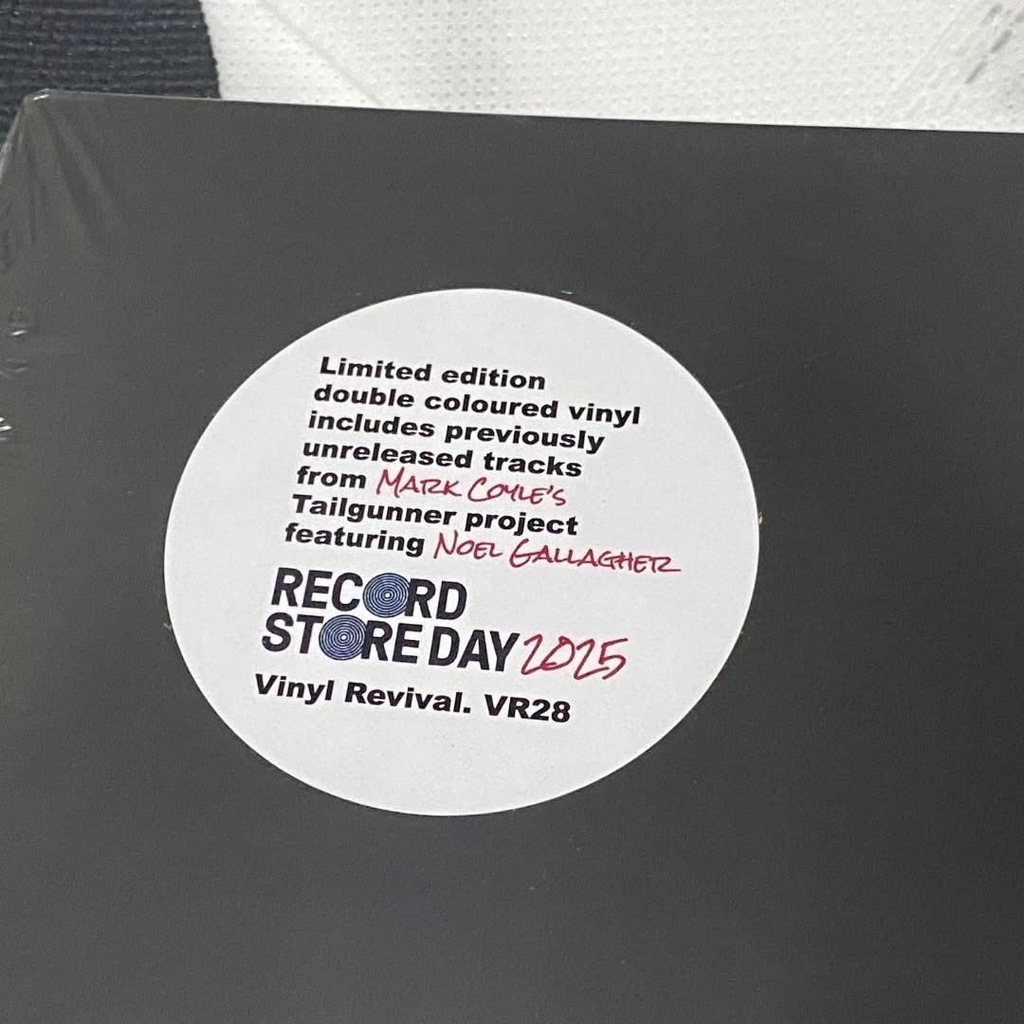 Limited edition
double coloured vinyl
includes previously
unreleased tracks
from MARK COYLE'S
Tailgunner project
featuring NOEL GALLAGHER
RECORD
STORE DAY 2025
Vinyl Revival. VR28